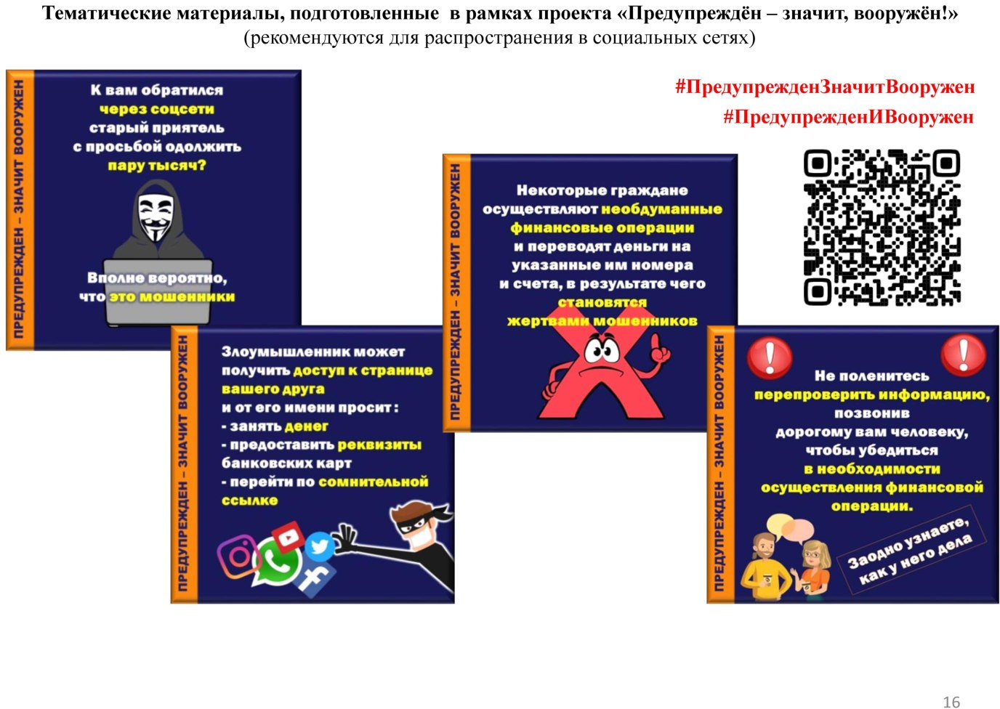 Тематические материалы, подготовленные в рамках проекта «Предупреждён – значит, вооружён!»
(рекомендуются для распространения в социальных сетях)
#ПредупрежденЗначитВооружен
#ПредупрежденИВооружен
ПРЕДУПРЕЖДЕН – ЗНАЧИТ ВООРУЖЕН
К вам обратился
через соцсети
старый приятель
с просьбой одолжить
пару тысяч?
Вполне вероятно,
что это мошенники
ПРЕДУПРЕЖДЕН – ЗНАЧИТ ВООРУЖЕН
Злоумышленник может
получить доступ к странице
вашего друга
и от его имени просит :
- занять денег
- предоставить реквизиты
банковских карт
- перейти по сомнительной
ссылке
ПРЕДУПРЕЖДЕН – ЗНАЧИТ ВООРУЖЕН
Некоторые граждане
осуществляют необдуманные
финансовые операции
и переводят деньги на
указанные им номера
и счета, в результате чего
становятся
жертвами мошенников
ПРЕДУПРЕЖДЕН – ЗНАЧИТ ВООРУЖЕН
Не поленитесь
перепроверить информацию,
позвонив
дорогому вам человеку,
чтобы убедиться
в необходимости
осуществления финансовой
операции.
Заодно узнаете,
как у него дела
16